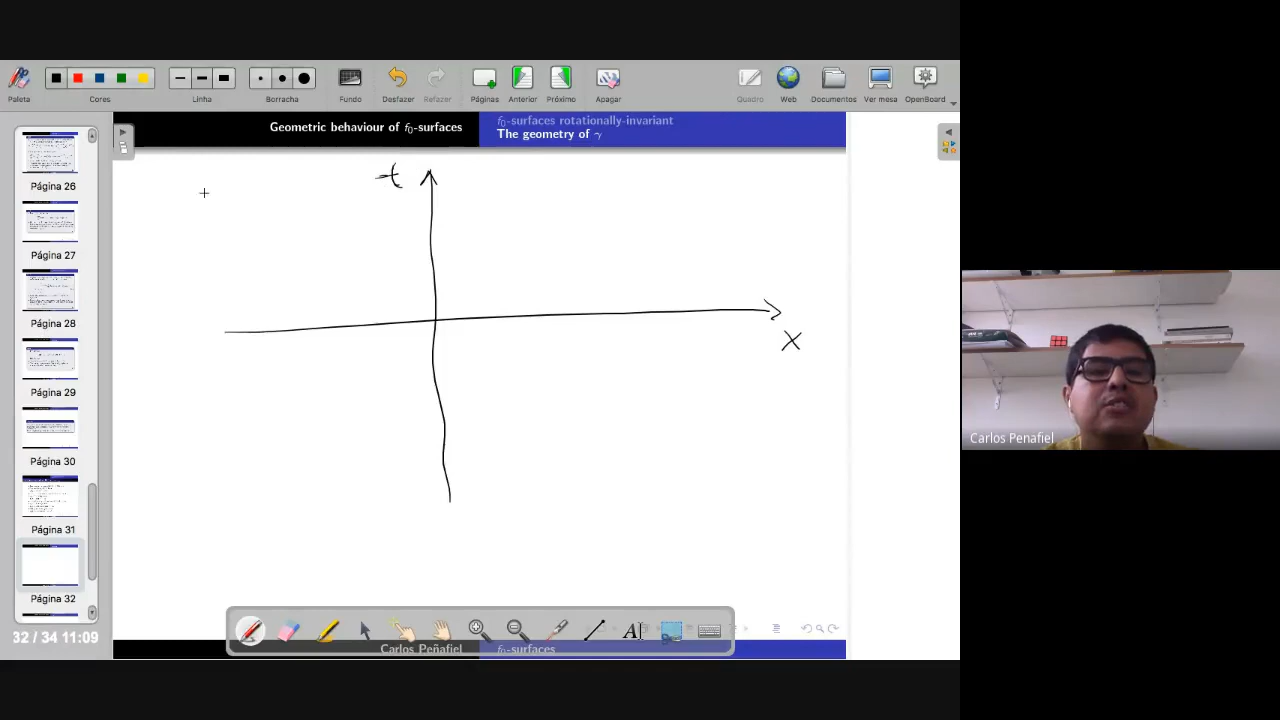 Paleta
Cores
Linha
Borracha
Fundo
Desfazer
Refazer
Páginas
Anterior
Próximo
Apagar
Quadro
Web
Documentos
Ver mesa
OpenBoard
Geometric behaviour of f₀-surfaces
f₀-surfaces rotationally-invariant
The geometry of γ
t
x
Página 26
Página 27
Página 28
Página 29
Página 30
Página 31
Página 32
32 / 34 11:09
Carlos Peñafiel
f₀-surfaces
Carlos Penafiel